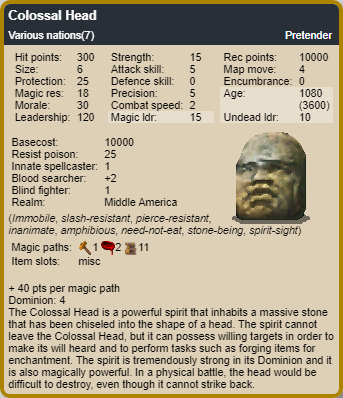 Colossal Head
Various nations(7) Pretender
Hit points: 300 Strength: 15 Rec points: 10000
Size: 6 Attack skill: 5 Map move: 4
Protection: 25 Defence skill: 0 Encumbrance: 0
Magic res: 18 Precision: 5 Age: 1080
Morale: 30 Combat speed: 2 (3600)
Leadership: 120 Magic ldr: 15 Undead ldr: 10
Basecost: 10000
Resist poison: 25
Innate spellcaster: 1
Blood searcher: +2
Blind fighter: 1
Realm: Middle America
(Immobile, slash-resistant, pierce-resistant,
inanimate, amphibious, need-not-eat, stone-being, spirit-sight)
Magic paths: 1 2 11
Item slots: misc
+ 40 pts per magic path
Dominion: 4
The Colossal Head is a powerful spirit that inhabits a massive stone
that has been chiseled into the shape of a head. The spirit cannot
leave the Colossal Head, but it can possess willing targets in order to
make its will heard and to perform tasks such as forging items for
enchantment. The spirit is tremendously strong in its Dominion and it
is also magically powerful. In a physical battle, the head would be
difficult to destroy, even though it cannot strike back.